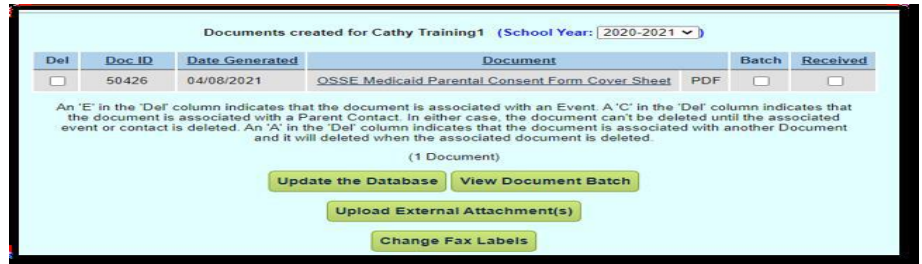 Documents created for Cathy Training1 (School Year: 2020-2021)
Del Doc ID Date Generated Document Batch Received
50426 04/08/2021 OSSE Medicaid Parental Consent Form Cover Sheet PDF
An 'E' in the 'Del' column indicates that the document is associated with an Event. A 'C' in the 'Del' column indicates that
the document is associated with a Parent Contact. In either case, the document can't be deleted until the associated
event or contact is deleted. An 'A' in the 'Del' column indicates that the document is associated with another Document
and it will deleted when the associated document is deleted.
(1 Document)
Update the Database View Document Batch
Upload External Attachment(s)
Change Fax Labels